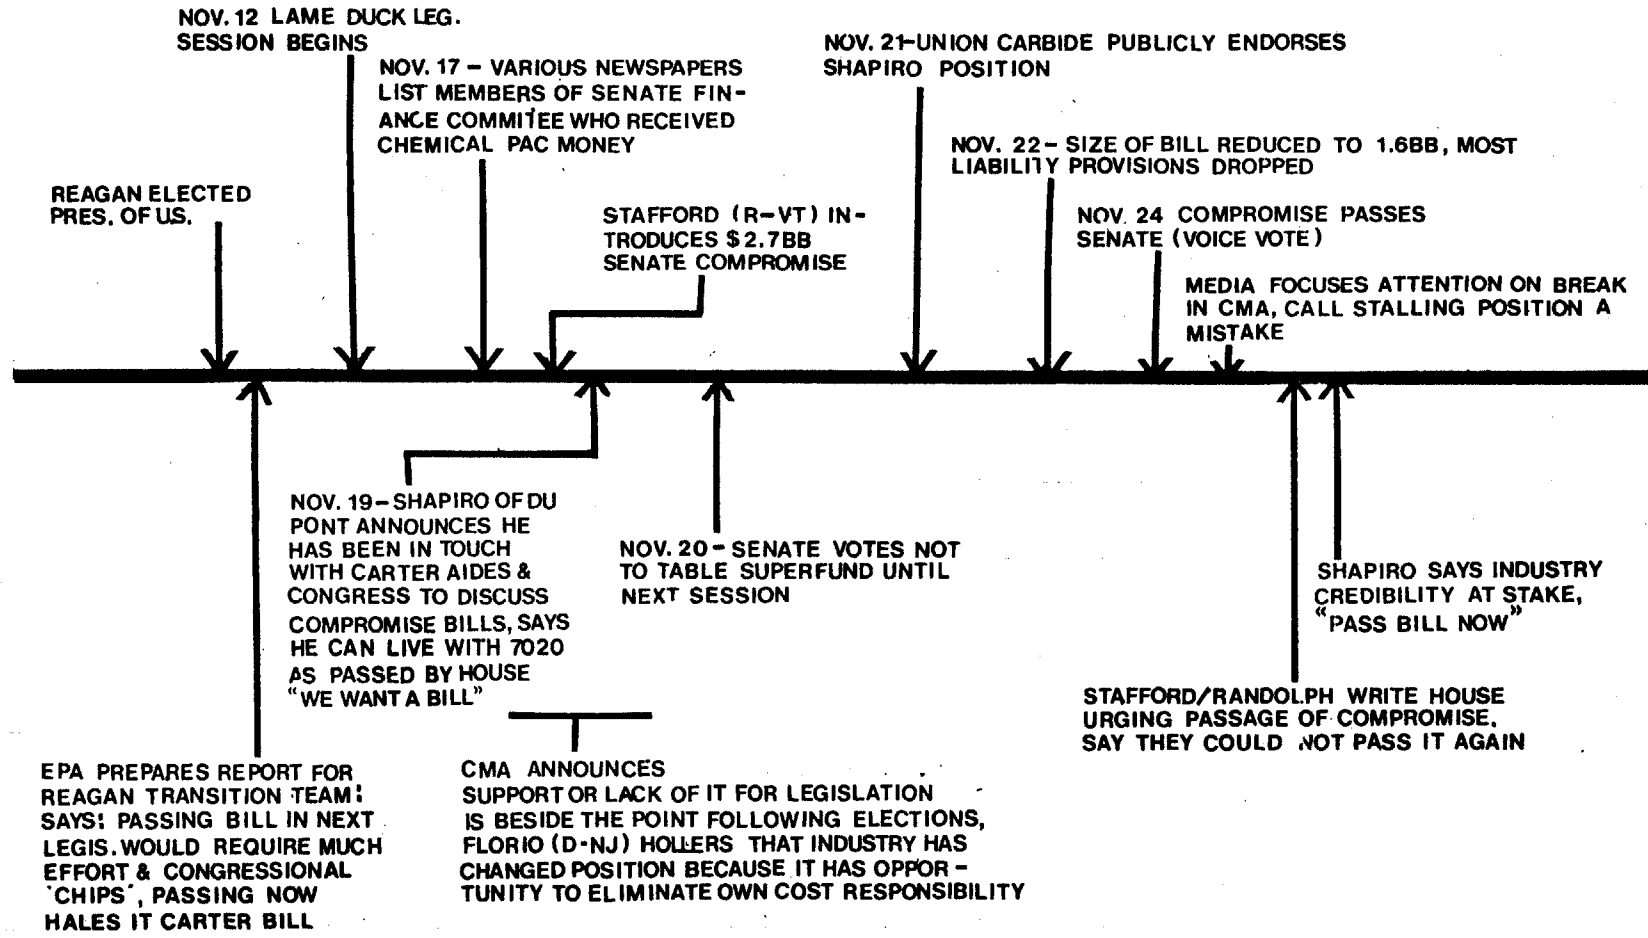 NOV. 12 LAME DUCK LEG.
SESSION BEGINS
NOV. 17 – VARIOUS NEWSPAPERS
LIST MEMBERS OF SENATE FIN-
ANCE COMMITEE WHO RECEIVED
CHEMICAL PAC MONEY
NOV. 21–UNION CARBIDE PUBLICLY ENDORSES
SHAPIRO POSITION
NOV. 22 – SIZE OF BILL REDUCED TO 1.6BB, MOST
LIABILITY PROVISIONS DROPPED
REAGAN ELECTED
PRES. OF US.
STAFFORD (R–VT) IN-
TRODUCES $2.7BB
SENATE COMPROMISE
NOV. 24 COMPROMISE PASSES
SENATE (VOICE VOTE)
MEDIA FOCUSES ATTENTION ON BREAK
IN CMA, CALL STALLING POSITION A
MISTAKE
NOV. 19 – SHAPIRO OF DU
PONT ANNOUNCES HE
HAS BEEN IN TOUCH
WITH CARTER AIDES &
CONGRESS TO DISCUSS
COMPROMISE BILLS, SAYS
HE CAN LIVE WITH 7020
AS PASSED BY HOUSE
“WE WANT A BILL”
NOV. 20 – SENATE VOTES NOT
TO TABLE SUPERFUND UNTIL
NEXT SESSION
SHAPIRO SAYS INDUSTRY
CREDIBILITY AT STAKE,
“PASS BILL NOW”
STAFFORD/RANDOLPH WRITE HOUSE
URGING PASSAGE OF COMPROMISE.
SAY THEY COULD NOT PASS IT AGAIN
EPA PREPARES REPORT FOR
REAGAN TRANSITION TEAM:
SAYS: PASSING BILL IN NEXT
LEGIS. WOULD REQUIRE MUCH
EFFORT & CONGRESSIONAL
‘CHIPS’, PASSING NOW
HALES IT CARTER BILL
CMA ANNOUNCES
SUPPORT OR LACK OF IT FOR LEGISLATION
IS BESIDE THE POINT FOLLOWING ELECTIONS,
FLORIO (D-NJ) HOLLERS THAT INDUSTRY HAS
CHANGED POSITION BECAUSE IT HAS OPPOR-
TUNITY TO ELIMINATE OWN COST RESPONSIBILITY